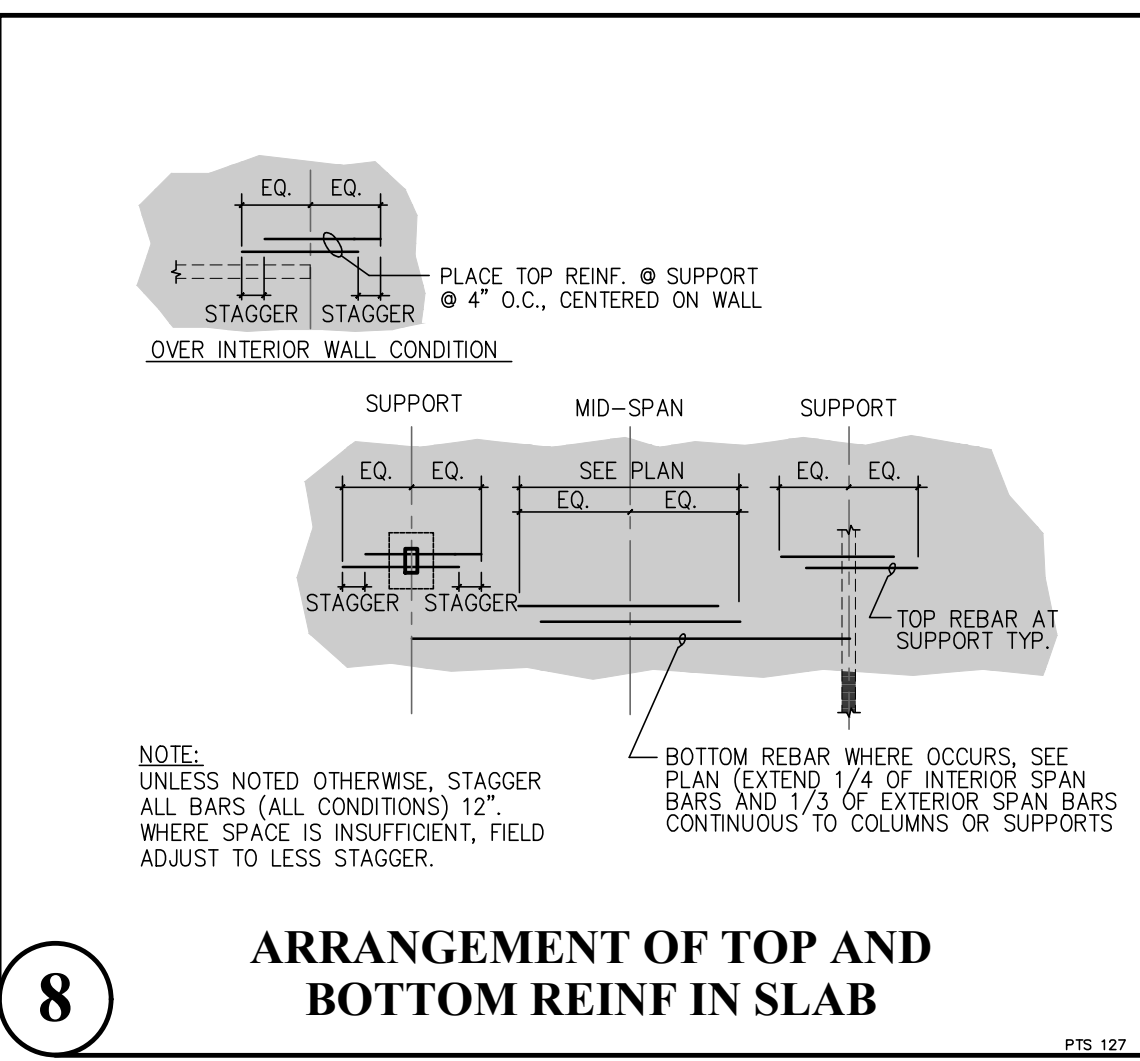 EQ. EQ.
PLACE TOP REINF. @ SUPPORT
@ 4" O.C., CENTERED ON WALL
STAGGER STAGGER
OVER INTERIOR WALL CONDITION
SUPPORT MID-SPAN SUPPORT
EQ. EQ. SEE PLAN EQ. EQ.
EQ. EQ.
STAGGER STAGGER
TOP REBAR AT
SUPPORT TYP.
NOTE:
UNLESS NOTED OTHERWISE, STAGGER
ALL BARS (ALL CONDITIONS) 12".
WHERE SPACE IS INSUFFICIENT, FIELD
ADJUST TO LESS STAGGER.
BOTTOM REBAR WHERE OCCURS, SEE
PLAN (EXTEND 1/4 OF INTERIOR SPAN
BARS AND 1/3 OF EXTERIOR SPAN BARS
CONTINUOUS TO COLUMNS OR SUPPORTS
8
ARRANGEMENT OF TOP AND
BOTTOM REINF IN SLAB
PTS 127